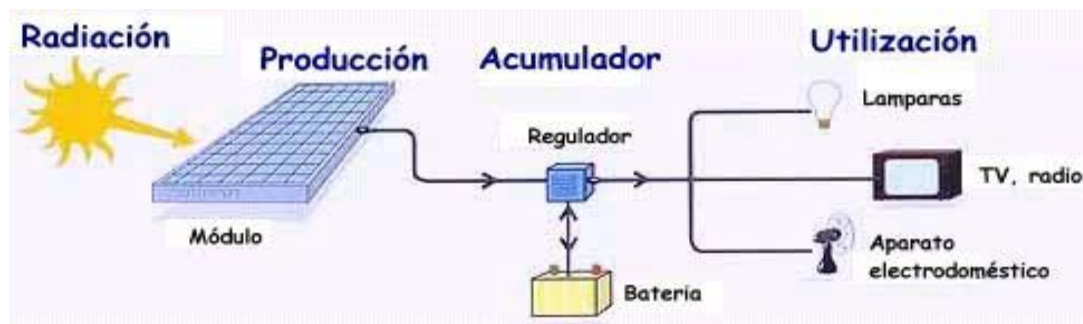 Radiación
Producción
Acumulador
Utilización
Lamparas
Regulador
TV, radio
Módulo
Aparato
electrodoméstico
Bateria